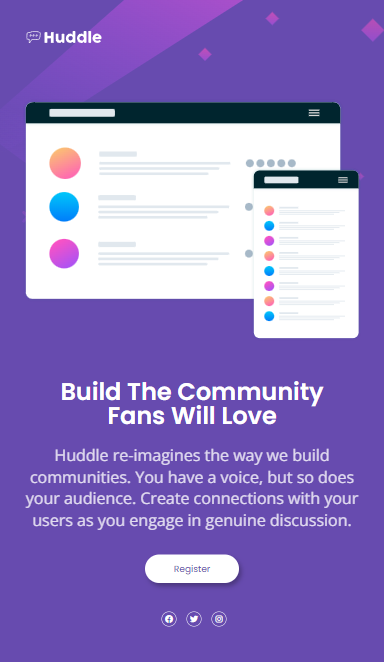 Huddle
Build The Community
Fans Will Love
Huddle re-imagines the way we build
communities. You have a voice, but so does
your audience. Create connections with your
users as you engage in genuine discussion.
Register